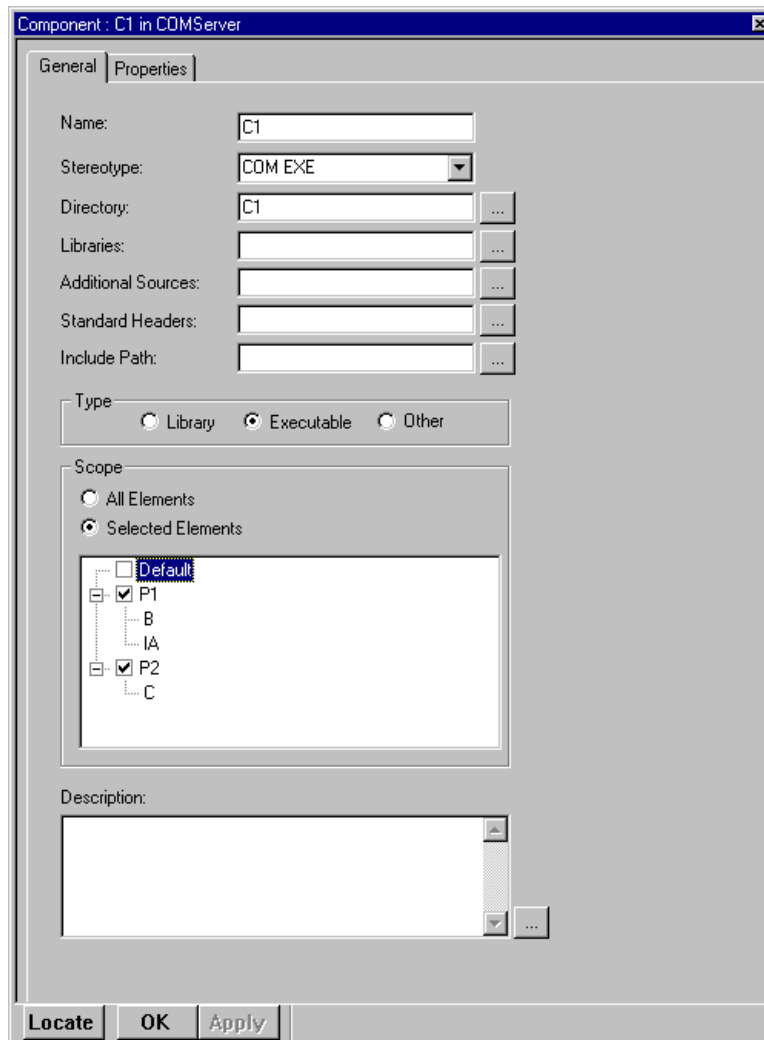 Component : C1 in COMServer
General Properties
Name: C1
Stereotype: COM EXE
Directory: C1 ...
Libraries: ...
Additional Sources: ...
Standard Headers: ...
Include Path: ...
Type
Library Executable Other
Scope
All Elements
Selected Elements
Default
P1
B
IA
P2
C
Description:
...
Locate OK Apply